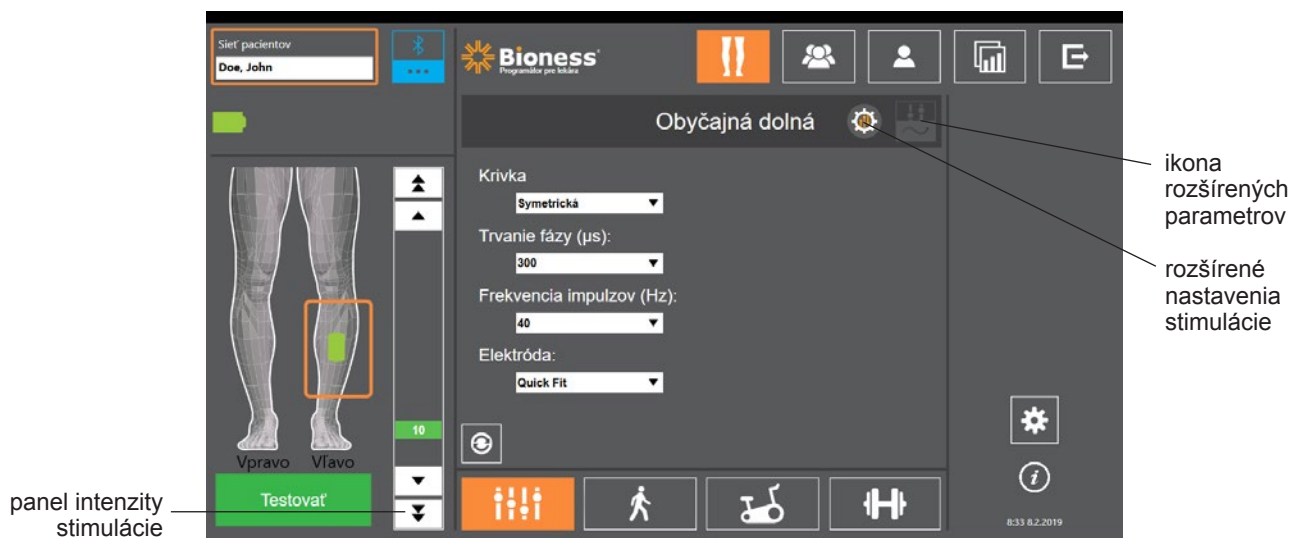 Sieť pacientov
Doe, John
Bioness
Programátor pre lekára
Obyčajná dolná
Krivka
Symetrická
Trvanie fázy (µs):
300
Frekvencia impulzov (Hz):
40
Elektróda:
Quick Fit
10
Vpravo Vľavo
Testovať
i
8:33 8.2.2019
ikona
rozšírených
parametrov
rozšírené
nastavenia
stimulácie
panel intenzity
stimulácie